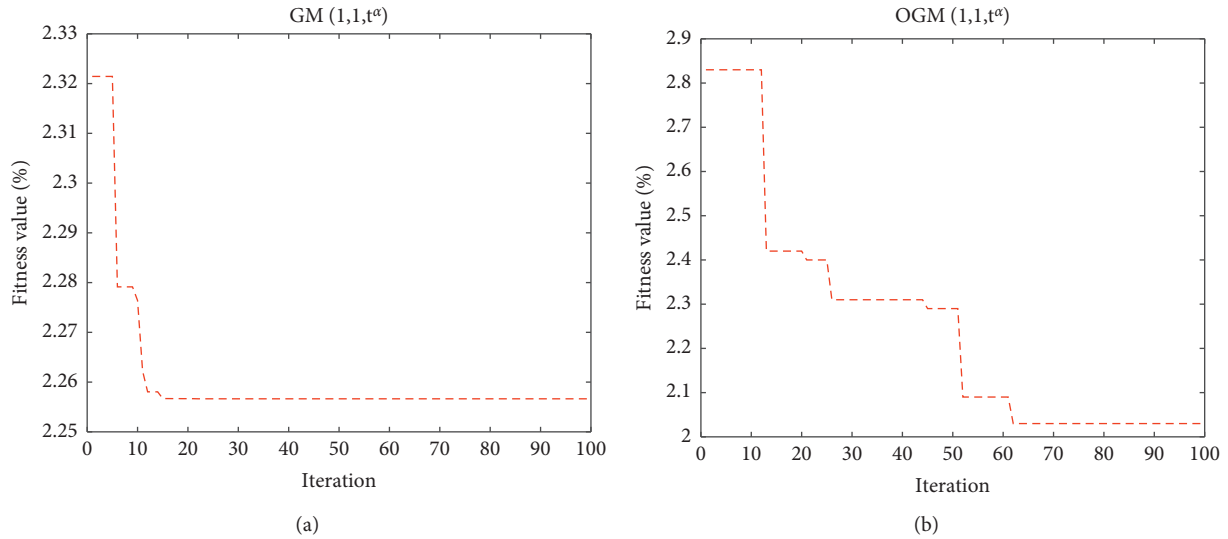 GM (1,1,t^α)
2.33
2.32
2.31
2.3
2.29
2.28
2.27
2.26
2.25
Fitness value (%)
0 10 20 30 40 50 60 70 80 90 100
Iteration
(a)
OGM (1,1,t^α)
2.9
2.8
2.7
2.6
2.5
2.4
2.3
2.2
2.1
2
Fitness value (%)
0 10 20 30 40 50 60 70 80 90 100
Iteration
(b)